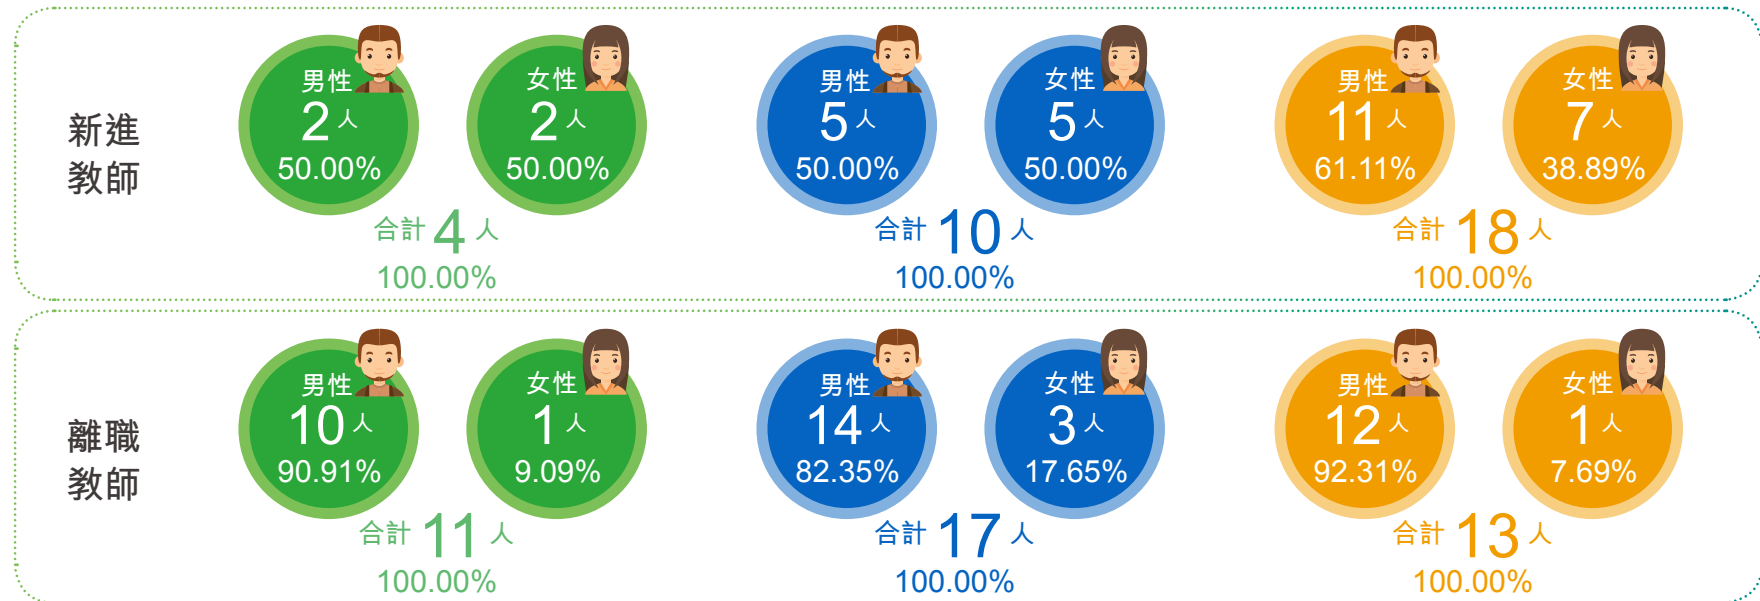 新進
教師
男性
2人
50.00%
女性
2人
50.00%
合計 4 人
100.00%
男性
5人
50.00%
女性
5人
50.00%
合計 10 人
100.00%
男性
11人
61.11%
女性
7人
38.89%
合計 18 人
100.00%
離職
教師
男性
10人
90.91%
女性
1人
9.09%
合計 11 人
100.00%
男性
14人
82.35%
女性
3人
17.65%
合計 17 人
100.00%
男性
12人
92.31%
女性
1人
7.69%
合計 13 人
100.00%